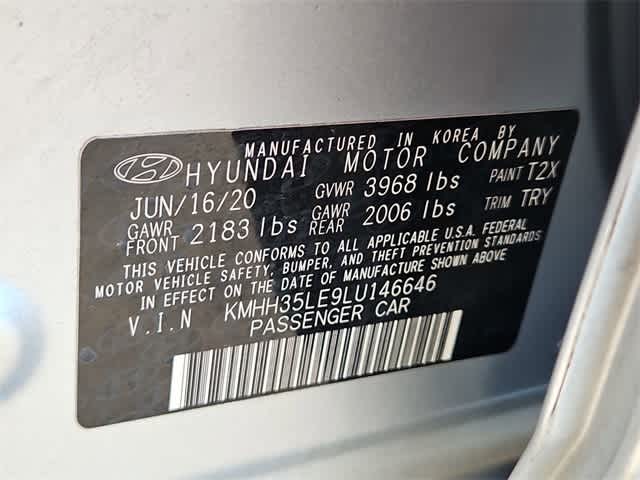 MANUFACTURED IN KOREA BY
HYUNDAI MOTOR COMPANY
JUN/16/20 GVWR 3968 lbs PAINT T2X
GAWR FRONT 2183 lbs GAWR REAR 2006 lbs TRIM TRY
THIS VEHICLE CONFORMS TO ALL APPLICABLE U.S.A. FEDERAL
MOTOR VEHICLE SAFETY, BUMPER, AND THEFT PREVENTION STANDARDS
IN EFFECT ON THE DATE OF MANUFACTURE SHOWN ABOVE
V.I.N KMHH35LE9LU146646
PASSENGER CAR